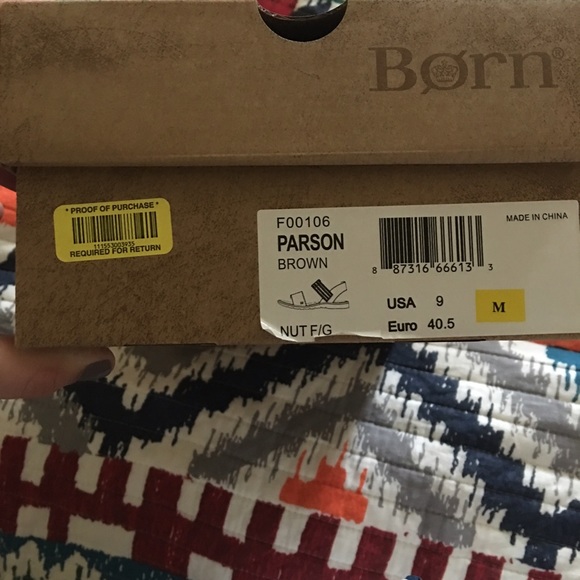 Børn®
* PROOF OF PURCHASE *
111553003935
REQUIRED FOR RETURN
F00106
PARSON
BROWN
NUT F/G
8 87316 66613 3
MADE IN CHINA
USA 9
Euro 40.5
M